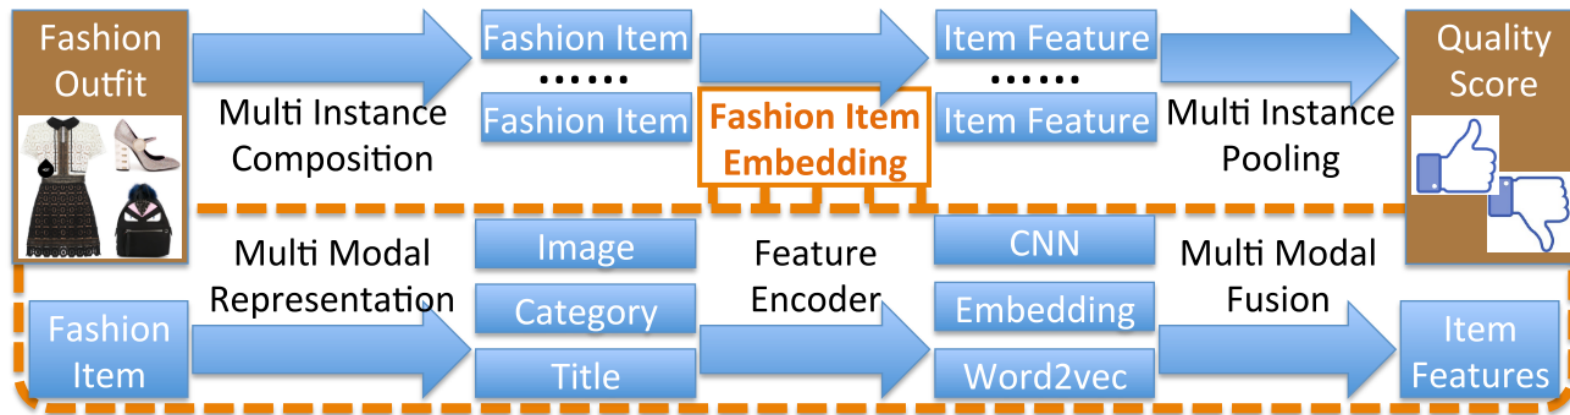 Fashion
Outfit
Multi Instance
Composition
Fashion Item
......
Fashion Item
Fashion Item
Embedding
Item Feature
......
Item Feature
Multi Instance
Pooling
Quality
Score
Fashion
Item
Multi Modal
Representation
Image
Category
Title
Feature
Encoder
CNN
Embedding
Word2vec
Multi Modal
Fusion
Item
Features